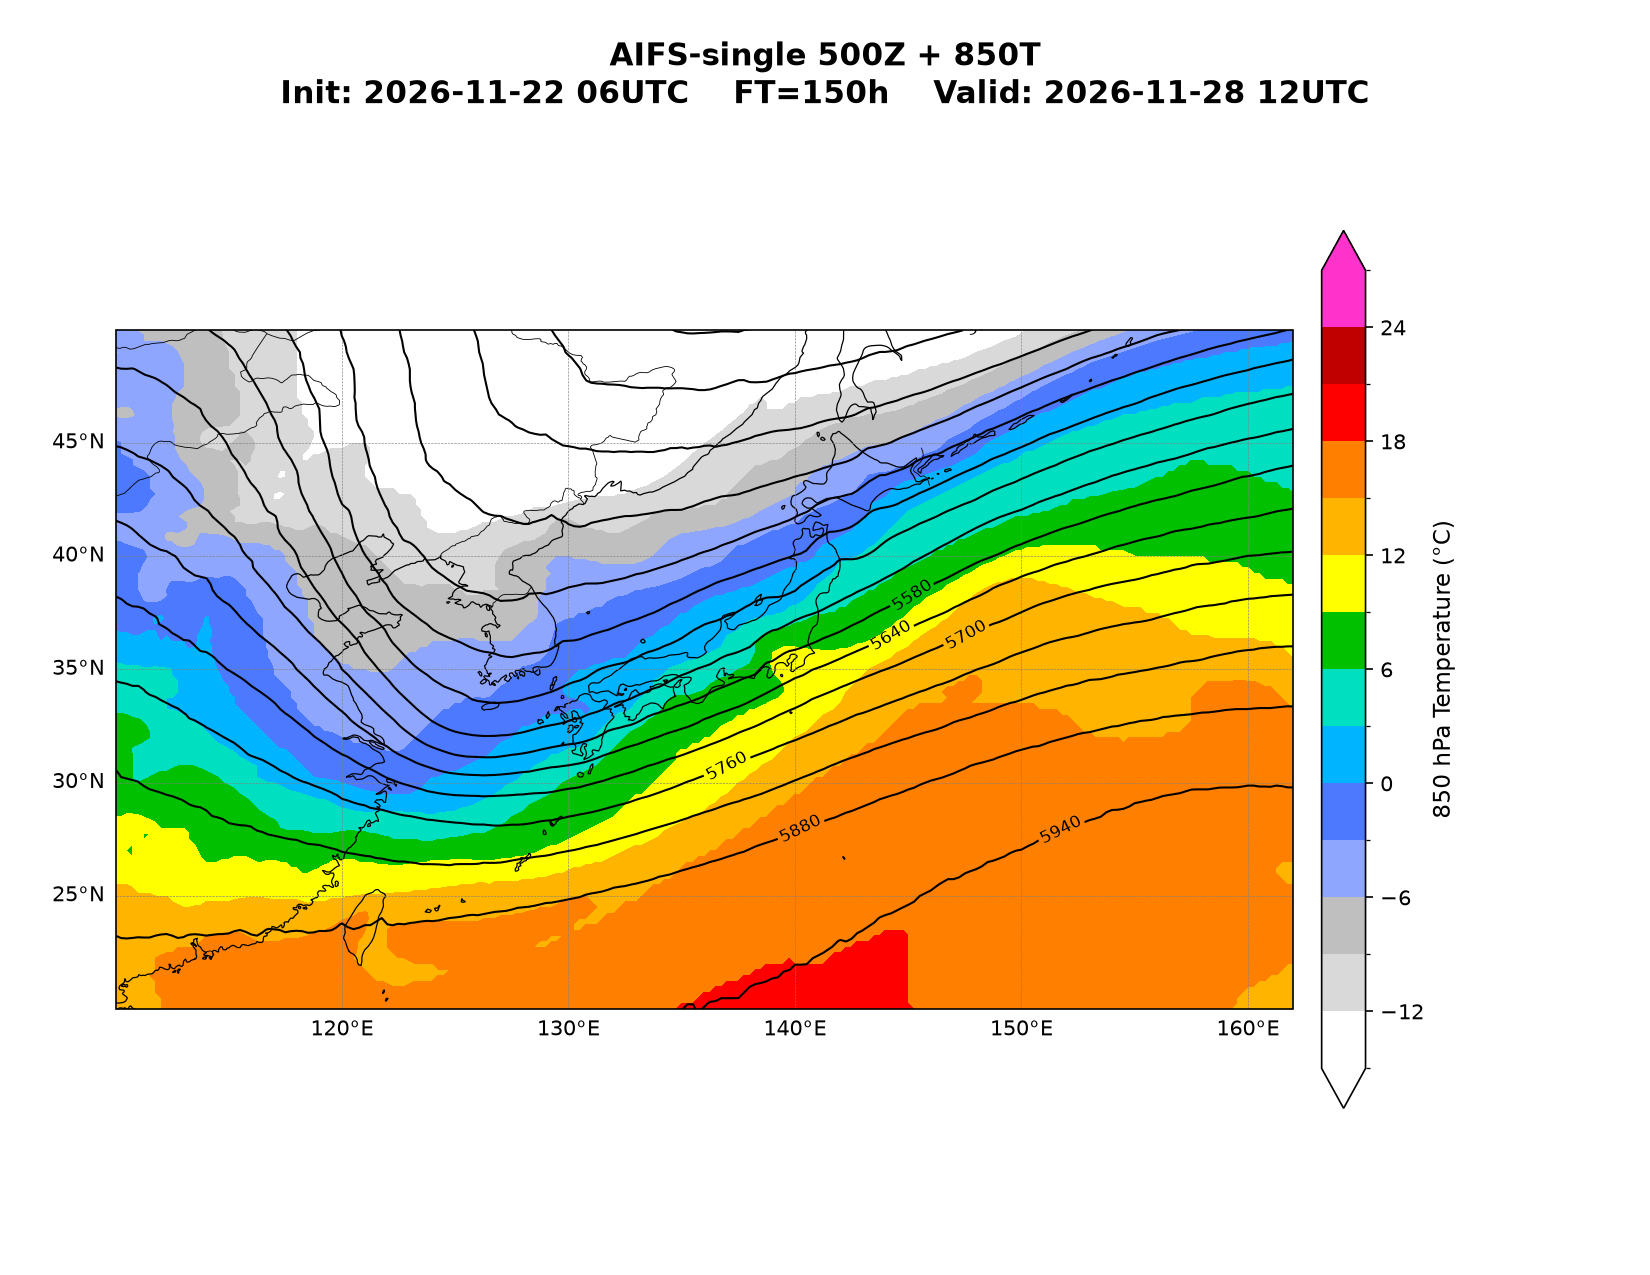 AIFS-single 500Z + 850T
Init: 2026-11-22 06UTC    FT=150h    Valid: 2026-11-28 12UTC
45°N
40°N
35°N
30°N
25°N
120°E
130°E
140°E
150°E
160°E
5580
5640
5700
5760
5880
5940
24
18
12
6
0
−6
−12
850 hPa Temperature (°C)